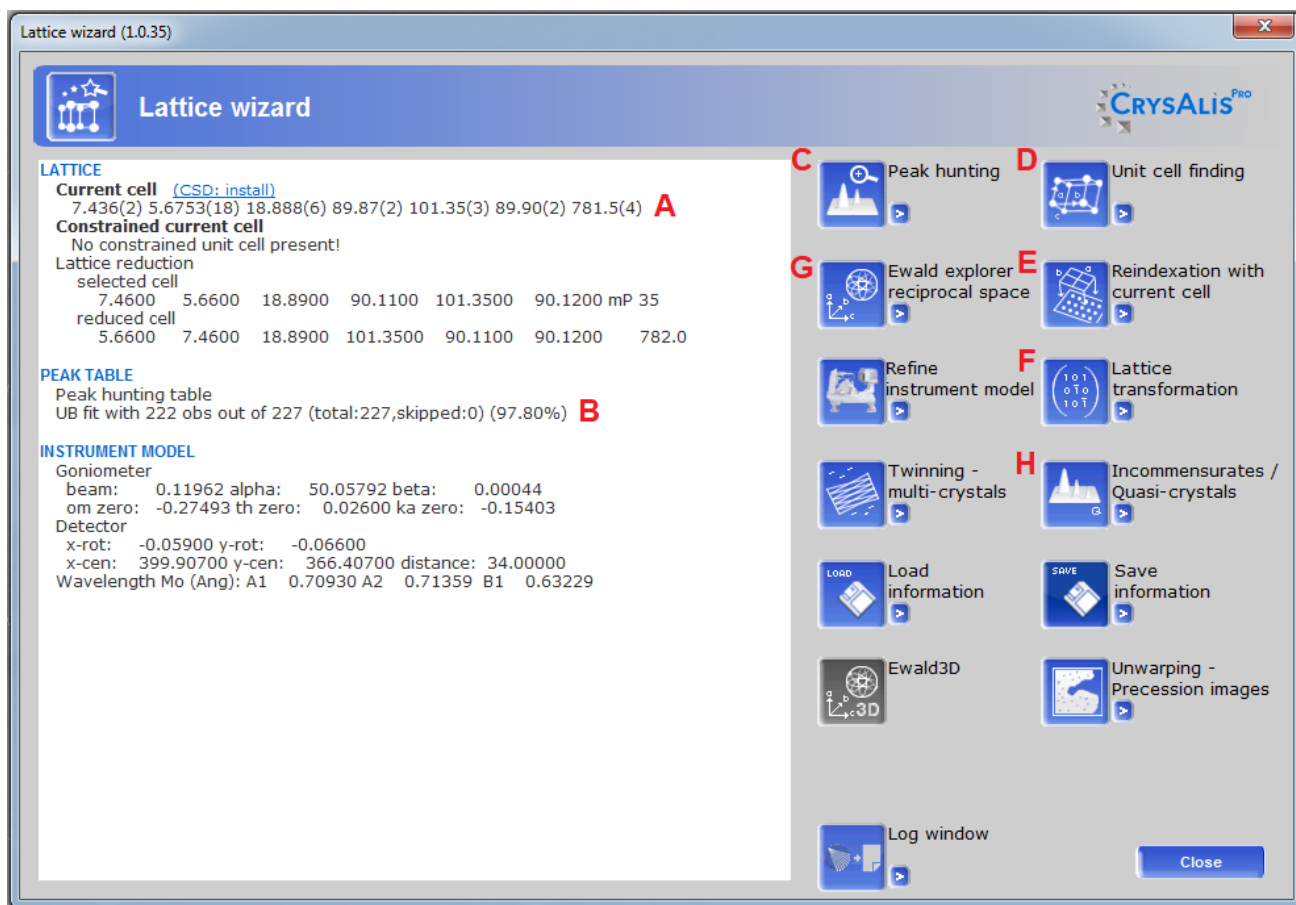 Lattice wizard (1.0.35)
Lattice wizard
CRYSALIS PRO
LATTICE
Current cell (CSD: install)
7.436(2) 5.6753(18) 18.888(6) 89.87(2) 101.35(3) 89.90(2) 781.5(4) A
Constrained current cell
No constrained unit cell present!
Lattice reduction
selected cell
7.4600 5.6600 18.8900 90.1100 101.3500 90.1200 mP 35
reduced cell
5.6600 7.4600 18.8900 101.3500 90.1100 90.1200 782.0
PEAK TABLE
Peak hunting table
UB fit with 222 obs out of 227 (total:227,skipped:0) (97.80%) B
INSTRUMENT MODEL
Goniometer
beam: 0.11962 alpha: 50.05792 beta: 0.00044
om zero: -0.27493 th zero: 0.02600 ka zero: -0.15403
Detector
x-rot: -0.05900 y-rot: -0.06600
x-cen: 399.90700 y-cen: 366.40700 distance: 34.00000
Wavelength Mo (Ang): A1 0.70930 A2 0.71359 B1 0.63229
C Peak hunting
D Unit cell finding
G Ewald explorer
reciprocal space
E Reindexation with
current cell
Refine
instrument model
F Lattice
transformation
Twinning -
multi-crystals
H Incommensurates /
Quasi-crystals
LOAD Load
information
SAVE Save
information
Ewald3D
3D
Unwarping -
Precession images
Log window
Close